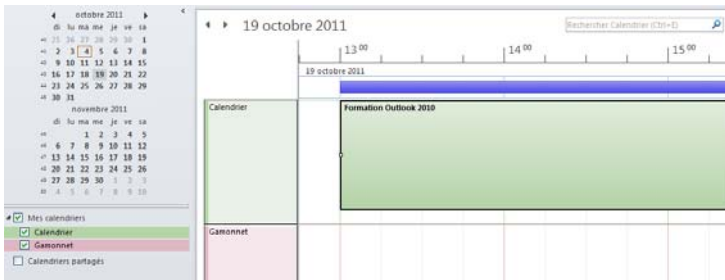 octobre 2011
di lu ma me je ve sa
25 26 27 28 29 30 1
2 3 4 5 6 7 8
9 10 11 12 13 14 15
16 17 18 19 20 21 22
23 24 25 26 27 28 29
30 31
novembre 2011
di lu ma me je ve sa
1 2 3 4 5
6 7 8 9 10 11 12
13 14 15 16 17 18 19
20 21 22 23 24 25 26
27 28 29 30 1 2 3
4 5 6 7 8 9 10
Mes calendriers
Calendrier
Gamonnet
Calendriers partagés
19 octobre 2011
Rechercher Calendrier (Ctrl+E)
13 00 14 00 15 00
19 octobre 2011
Calendrier
Formation Outlook 2010
Gamonnet